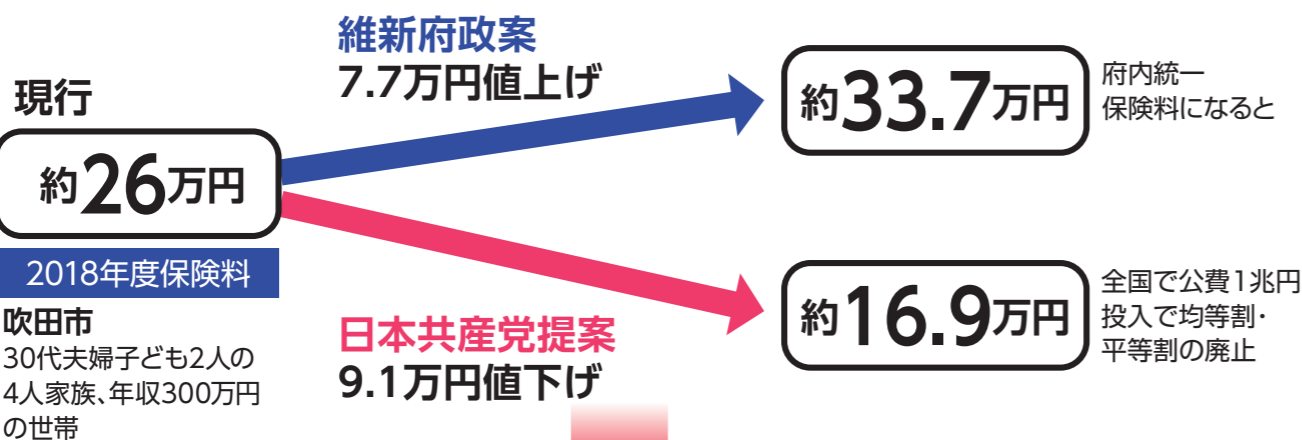 現行
約26万円
2018年度保険料
吹田市
30代夫婦子ども2人の
4人家族、年収300万円
の世帯
維新府政案
7.7万円値上げ
約33.7万円
府内統一
保険料になると
日本共産党提案
9.1万円値下げ
約16.9万円
全国で公費1兆円
投入で均等割・
平等割の廃止